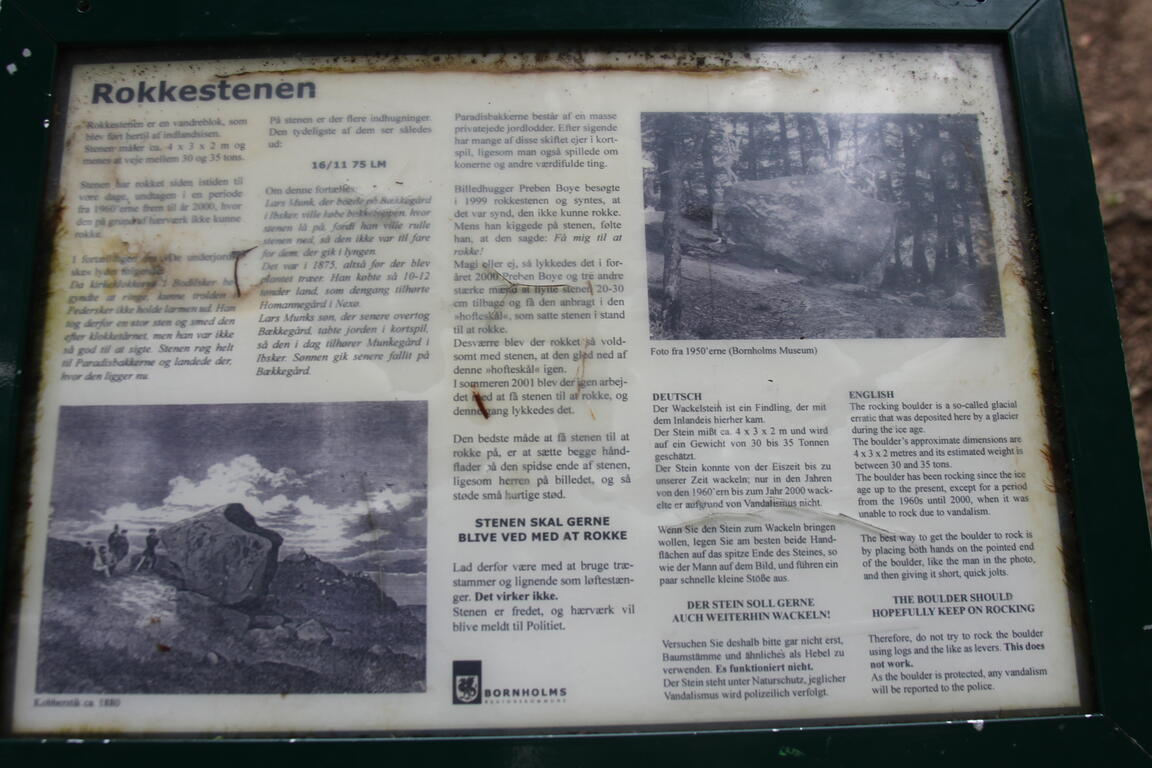 Rokkestenen
Rokkestenen er en vandreblok, som
blev ført hertil af indlandsisen.
Stenen måler ca. 4 x 3 x 2 m og
menes at veje mellem 30 og 35 tons.
Stenen har rokket siden istiden til
vore dage, undtagen i en periode
fra 1960'erne frem til år 2000, hvor
den på grund af hærværk ikke kunne
rokke.
I fortællingen om »De underjordiske
Da kirkeklokkerne i Bodilsker be-
gyndte at ringe, kunne trolden i
Pedersker ikke holde larmen ud. Han
tog derfor en stor sten og smed den
efter klokketårnet, men han var ikke
så god til at sigte. Stenen røg helt
til Paradisbakkerne og landede der,
hvor den ligger nu.
Kobberstik ca. 1880
På stenen er der flere indhugninger.
Den tydeligste af dem ser således
ud:
16/11 75 LM
Om denne fortælles:
Lars Munk, der boede på Bækkegård
i Ibsker, ville købe bakketoppen, hvor
stenen lå på, fordi han ville rulle
stenen ned, så den ikke var til fare
for dem, der gik i lyngen.
Det var i 1875, altså før der blev
plantet træer. Han købte så 10-12
tønder land, som dengang tilhørte
Homannegård i Nexø.
Lars Munks søn, der senere overtog
Bækkegård, tabte jorden i kortspil,
så den i dag tilhører Munkegård i
Ibsker. Sønnen gik senere fallit på
Bækkegård.
Paradisbakkerne består af en masse
privatejede jordlodder. Efter sigende
har mange af disse skiftet ejer i kort-
spil, ligesom man også spillede om
konerne og andre værdifulde ting.
Billedhugger Preben Boye besøgte
i 1999 rokkestenen og syntes, at
det var synd, den ikke kunne rokke.
Mens han kiggede på stenen, følte
han, at den sagde: Få mig til at
rokke!
Magi eller ej, så lykkedes det i for-
året 2000 Preben Boye og tre andre
stærke mænd at flytte stenen 20-30
cm tilbage og få den anbragt i den
»hofteskål«, som satte stenen i stand
til at rokke.
Desværre blev der rokket så vold-
somt med stenen, at den gled ned af
denne »hofteskål« igen.
I sommeren 2001 blev der igen arbej-
det med at få stenen til at rokke, og
denne gang lykkedes det.
Den bedste måde at få stenen til at
rokke på, er at sætte begge hånd-
flader på den spidse ende af stenen,
ligesom herren på billedet, og så
støde små hurtige stød.
STENEN SKAL GERNE
BLIVE VED MED AT ROKKE
Lad derfor være med at bruge træ-
stammer og lignende som løftestæn-
ger. Det virker ikke.
Stenen er fredet, og hærværk vil
blive meldt til Politiet.
BORNHOLMS
REGIONSKOMMUNE
Foto fra 1950'erne (Bornholms Museum)
DEUTSCH
Der Wackelstein ist ein Findling, der mit
dem Inlandeis hierher kam.
Der Stein mißt ca. 4 x 3 x 2 m und wird
auf ein Gewicht von 30 bis 35 Tonnen
geschätzt.
Der Stein konnte von der Eiszeit bis zu
unserer Zeit wackeln; nur in den Jahren
von den 1960'ern bis zum Jahr 2000 wack-
elte er aufgrund von Vandalismus nicht.
Wenn Sie den Stein zum Wackeln bringen
wollen, legen Sie am besten beide Hand-
flächen auf das spitze Ende des Steines, so
wie der Mann auf dem Bild, und führen ein
paar schnelle kleine Stöße aus.
DER STEIN SOLL GERNE
AUCH WEITERHIN WACKELN!
Versuchen Sie deshalb bitte gar nicht erst,
Baumstämme und ähnliches als Hebel zu
verwenden. Es funktioniert nicht.
Der Stein steht unter Naturschutz, jeglicher
Vandalismus wird polizeilich verfolgt.
ENGLISH
The rocking boulder is a so-called glacial
erratic that was deposited here by a glacier
during the ice age.
The boulder's approximate dimensions are
4 x 3 x 2 metres and its estimated weight is
between 30 and 35 tons.
The boulder has been rocking since the ice
age up to the present, except for a period
from the 1960s until 2000, when it was
unable to rock due to vandalism.
The best way to get the boulder to rock is
by placing both hands on the pointed end
of the boulder, like the man in the photo,
and then giving it short, quick jolts.
THE BOULDER SHOULD
HOPEFULLY KEEP ON ROCKING
Therefore, do not try to rock the boulder
using logs and the like as levers. This does
not work.
As the boulder is protected, any vandalism
will be reported to the police.